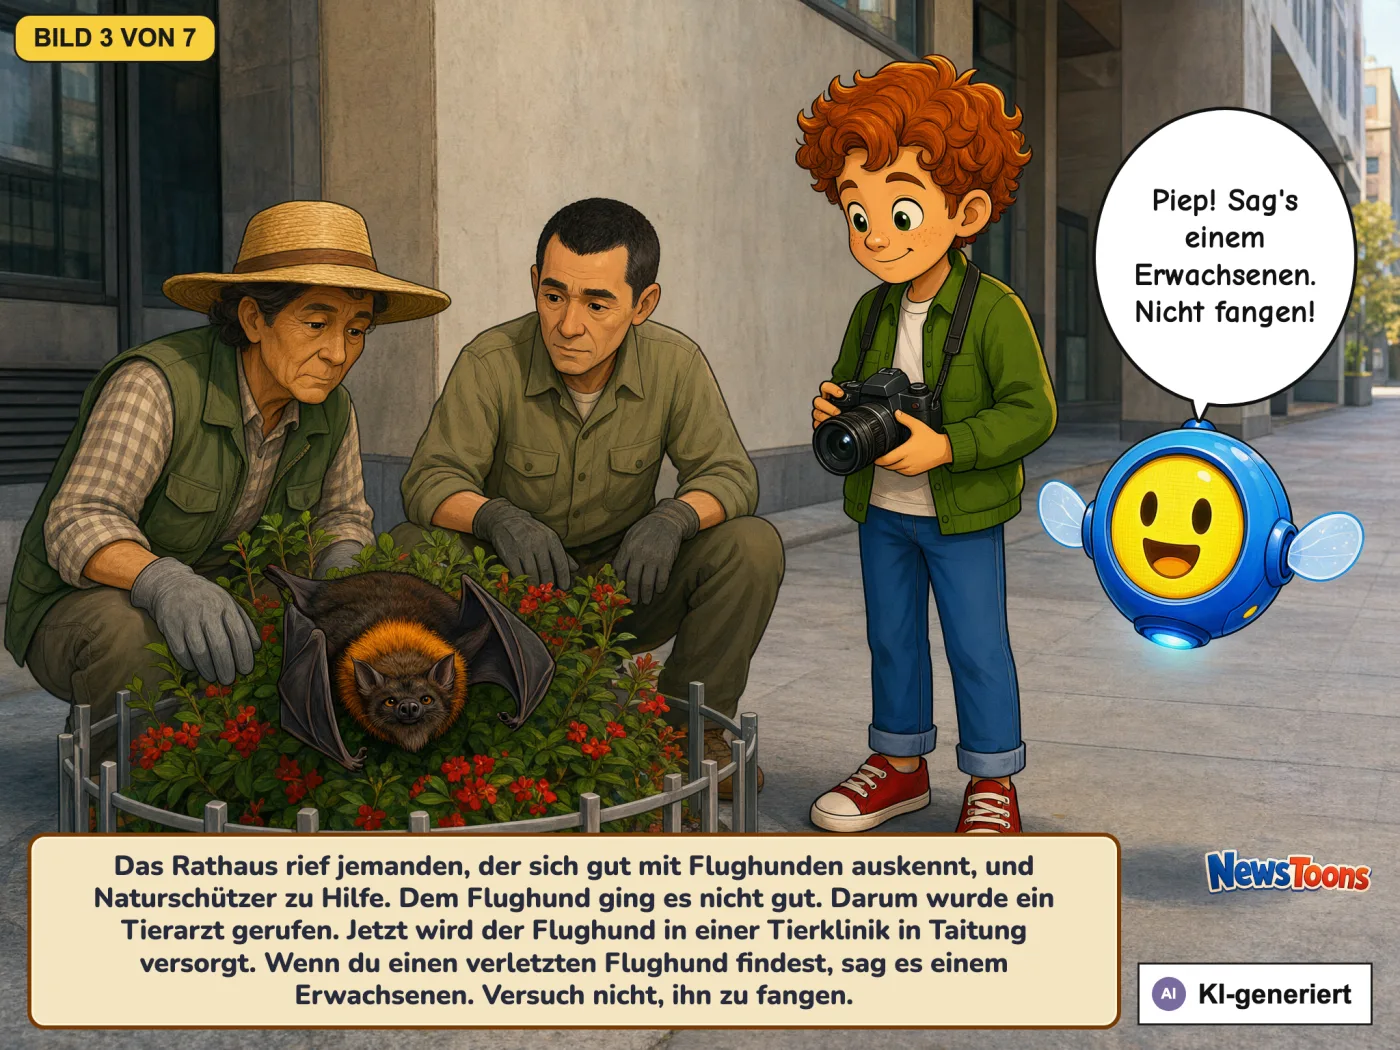 BILD 3 VON 7
Piep! Sag's
einem
Erwachsenen.
Nicht fangen!
Das Rathaus rief jemanden, der sich gut mit Flughunden auskennt, und
Naturschützer zu Hilfe. Dem Flughund ging es nicht gut. Darum wurde ein
Tierarzt gerufen. Jetzt wird der Flughund in einer Tierklinik in Taitung
versorgt. Wenn du einen verletzten Flughund findest, sag es einem
Erwachsenen. Versuch nicht, ihn zu fangen.
NewsToons
AI KI-generiert